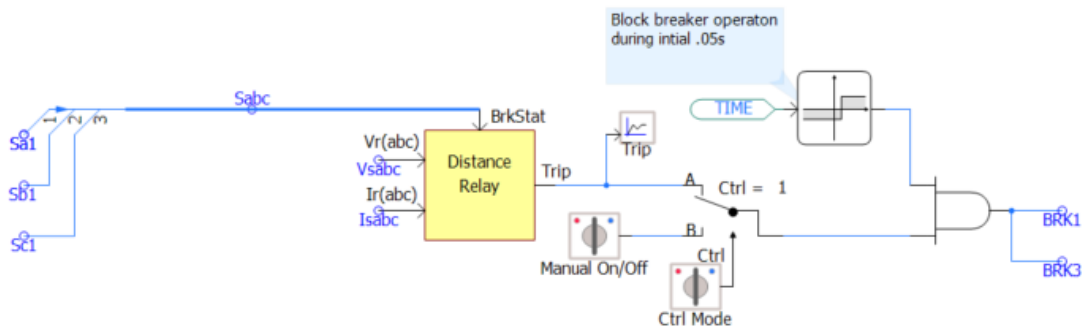 Block breaker operaton
during intial .05s
TIME
Sabc
1
2
3
Sa1
Sb1
Sc1
BrkStat
Vr(abc)
Vsabc
Ir(abc)
Isabc
Distance
Relay
Trip
Trip
A
Ctrl = 1
B
Ctrl
Manual On/Off
Ctrl Mode
BRK1
BRK3